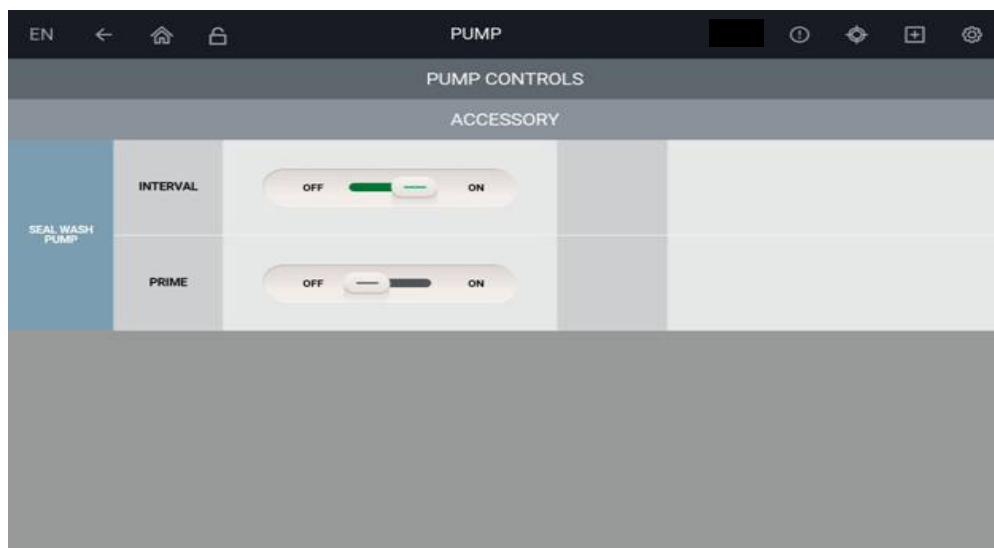 EN
PUMP
PUMP CONTROLS
ACCESSORY
SEAL WASH
PUMP
INTERVAL
OFF
ON
PRIME
OFF
ON